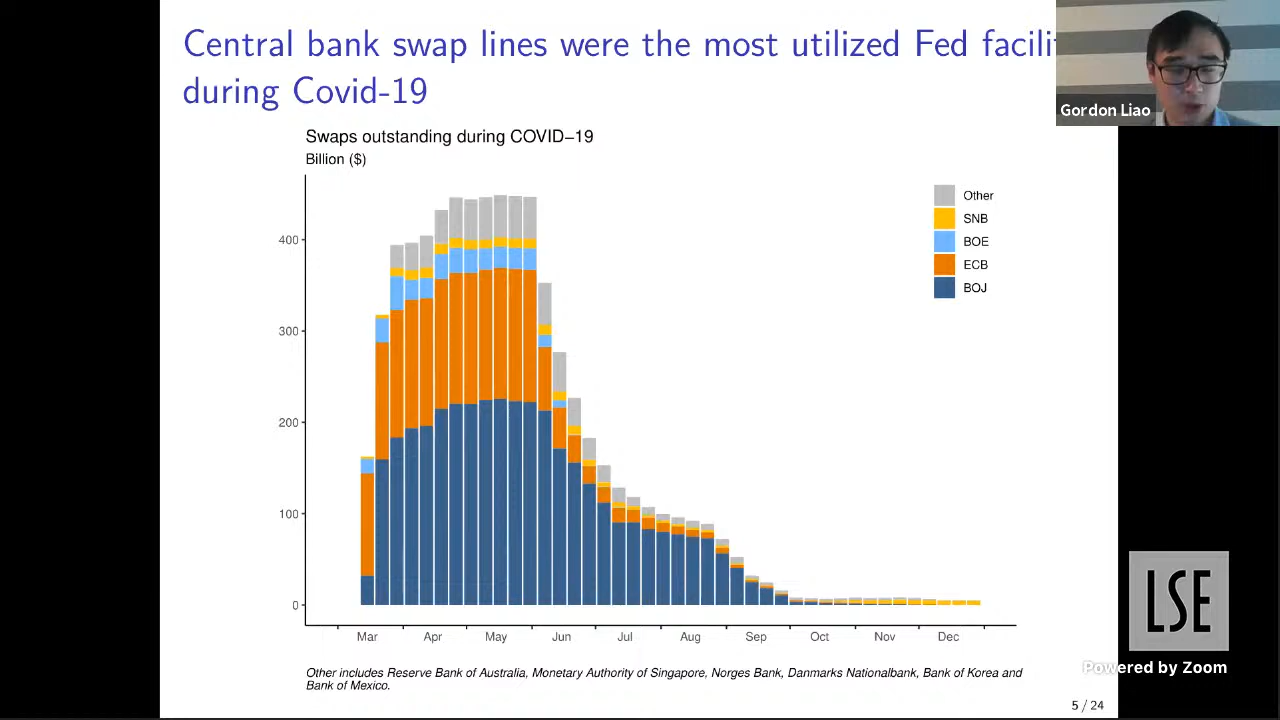 Central bank swap lines were the most utilized Fed facili
during Covid-19
Gordon Liao
Swaps outstanding during COVID–19
Billion ($)
Other
SNB
BOE
ECB
BOJ
400
300
200
100
0
Mar Apr May Jun Jul Aug Sep Oct Nov Dec
Other includes Reserve Bank of Australia, Monetary Authority of Singapore, Norges Bank, Danmarks Nationalbank, Bank of Korea and
Bank of Mexico.
5 / 24
LSE
Powered by Zoom